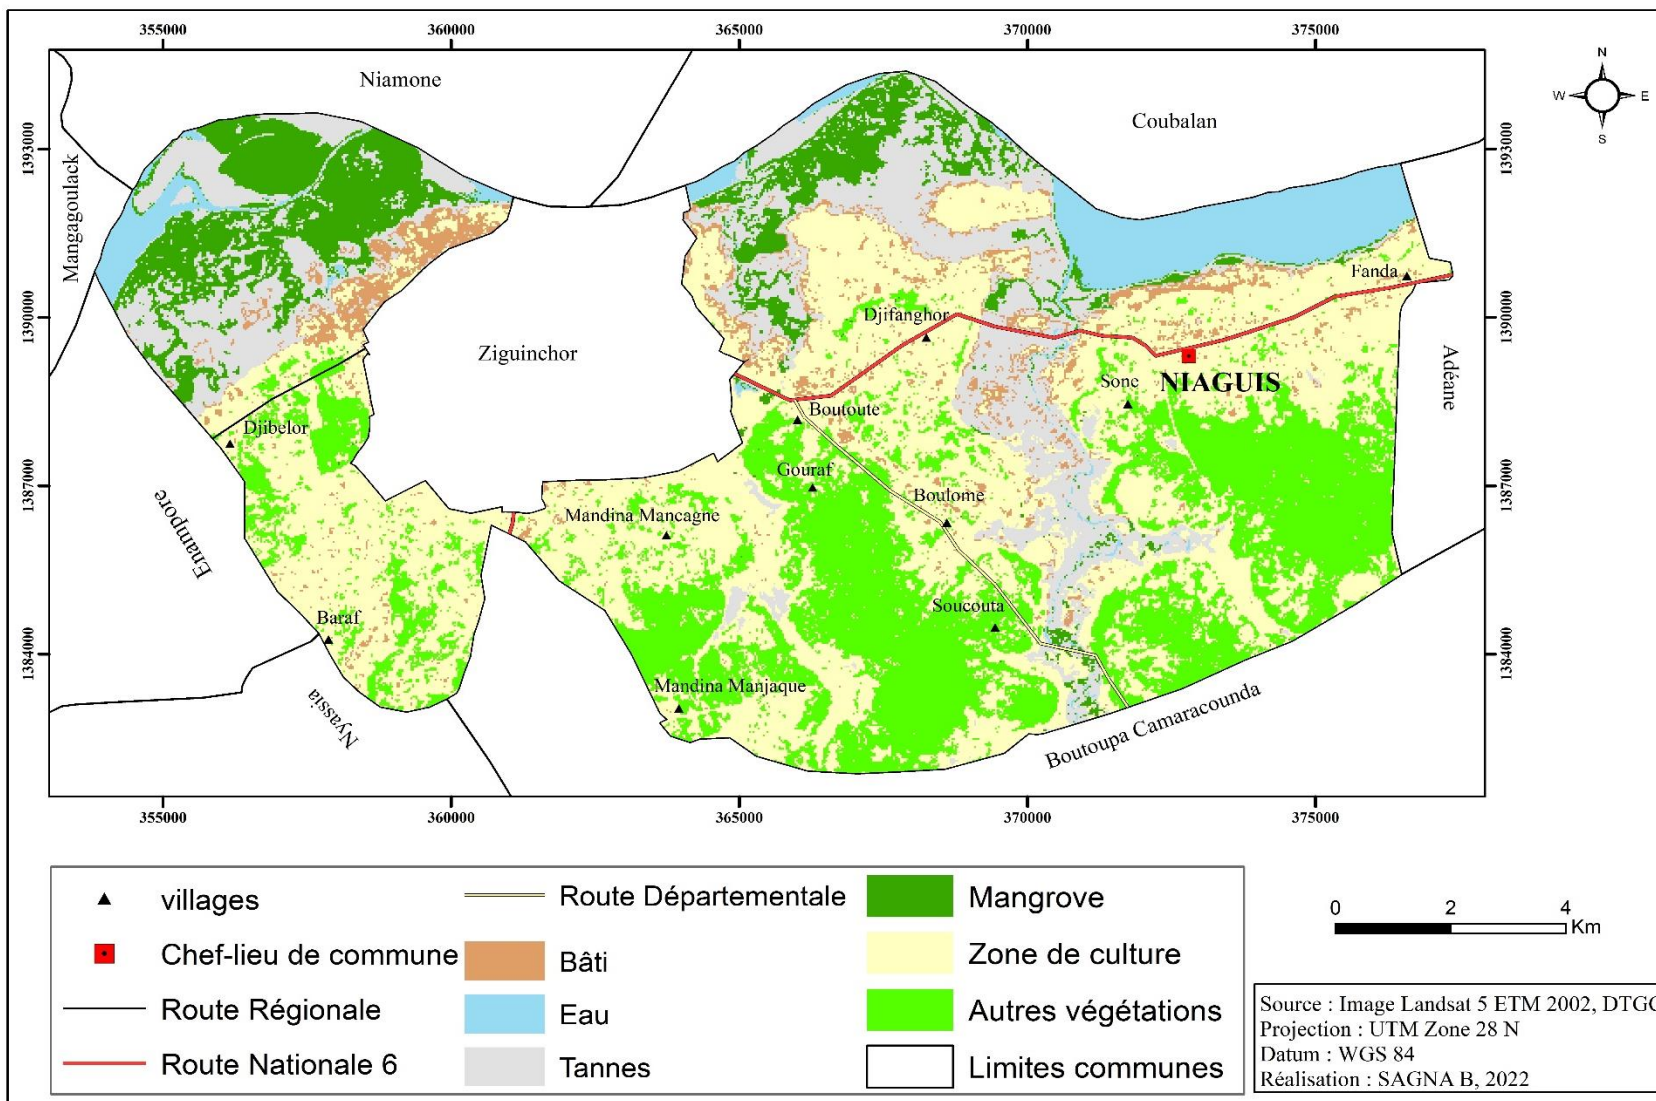 355000 360000 365000 370000 375000
N
W E
S
Niamone
Coubalan
1393000
1393000
Mangagoulack
Fanda
1390000
Djifanghor
1390000
Ziguinchor
Adéane
Sone
NIAGUIS
Boutoute
Djibelor
Gouraf
1387000
1387000
Boulome
Mandina Mancagne
Enampore
Soucouta
Baraf
1384000
1384000
Mandina Manjaque
Nyassia
Boutoupa Camaracounda
355000 360000 365000 370000 375000
villages
Chef-lieu de commune
Route Régionale
Route Nationale 6
Route Départementale
Bâti
Eau
Tannes
Mangrove
Zone de culture
Autres végétations
Limites communes
0 2 4
Km
Source : Image Landsat 5 ETM 2002, DTGC
Projection : UTM Zone 28 N
Datum : WGS 84
Réalisation : SAGNA B, 2022